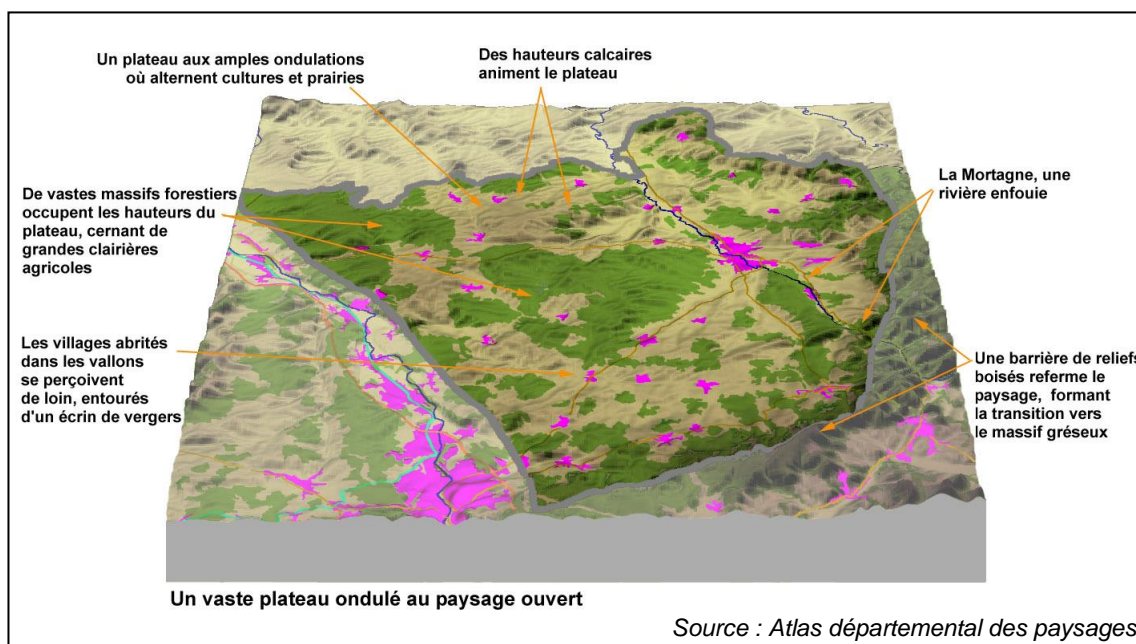 Un plateau aux amples ondulations
où alternent cultures et prairies
Des hauteurs calcaires
animent le plateau
De vastes massifs forestiers
occupent les hauteurs du
plateau, cernant de
grandes clairières
agricoles
La Mortagne, une
rivière enfouie
Les villages abrités
dans les vallons
se perçoivent
de loin, entourés
d'un écrin de vergers
Une barrière de reliefs
boisés referme le
paysage, formant
la transition vers
le massif gréseux
Un vaste plateau ondulé au paysage ouvert
Source : Atlas départemental des paysages